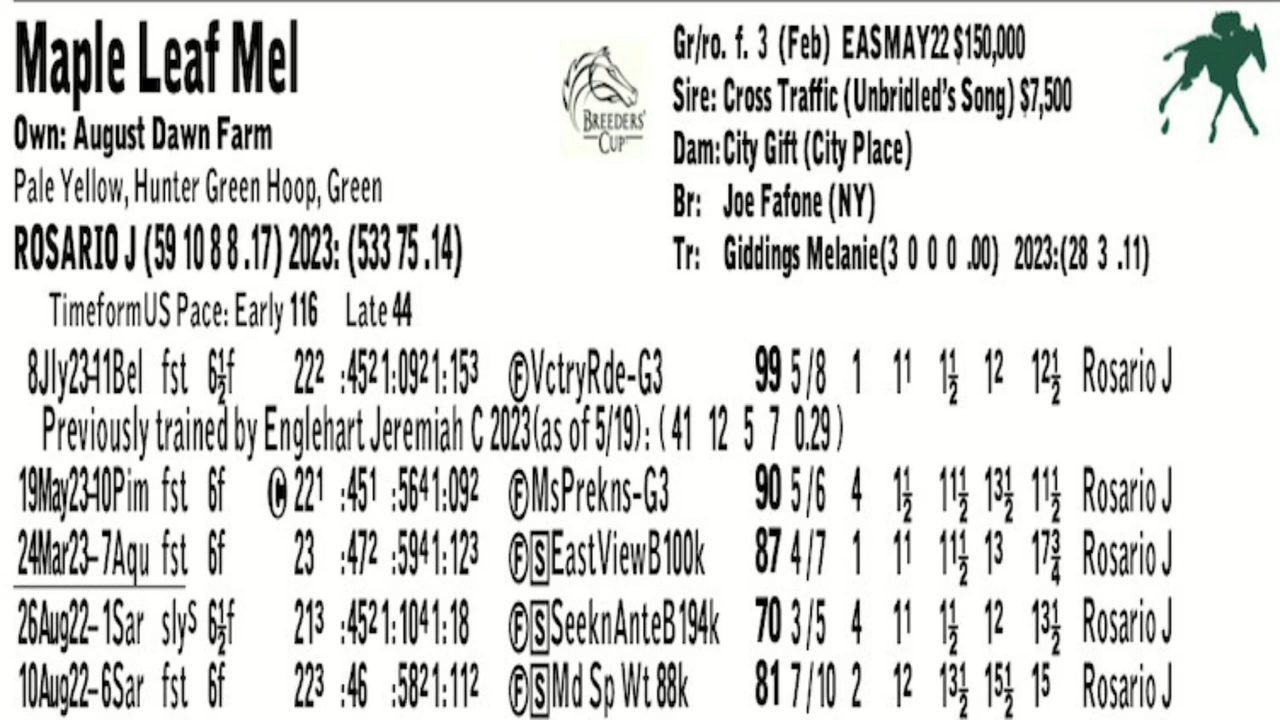 Maple Leaf Mel
Own: August Dawn Farm
Pale Yellow, Hunter Green Hoop, Green
ROSARIO J (59 10 8 8 .17) 2023: (533 75 .14)
TimeformUS Pace: Early 116 Late 44
BREEDERS' CUP
Gr/ro. f. 3 (Feb) EASMAY22 $150,000
Sire: Cross Traffic (Unbridled's Song) $7,500
Dam: City Gift (City Place)
Br: Joe Fafone (NY)
Tr: Giddings Melanie(3 0 0 0 .00) 2023:(28 3 .11)
8Jly23-11Bel fst 6½f 22² :45² 1:09² 1:15³ ⒻVctryRde-G3 99 5/8 1 1¹ 1½ 1² 12½ Rosario J
Previously trained by Englehart Jeremiah C 2023(as of 5/19): ( 41 12 5 7 0.29 )
19May23-10Pim fst 6f Ⓒ 22¹ :45¹ :56⁴ 1:09² ⒻMsPrekns-G3 90 5/6 4 1½ 11½ 13½ 11½ Rosario J
24Mar23-7Aqu fst 6f 23 :47² :59⁴ 1:12³ Ⓕ🅂EastViewB100k 87 4/7 1 1¹ 11½ 1³ 17¾ Rosario J
26Aug22-1Sar slyˢ 6½f 21³ :45² 1:10⁴ 1:18 Ⓕ🅂SeeknAnteB194k 70 3/5 4 1¹ 1½ 1² 13½ Rosario J
10Aug22-6Sar fst 6f 22³ :46 :58² 1:11² Ⓕ🅂Md Sp Wt 88k 81 7/10 2 1² 13½ 15½ 1⁵ Rosario J